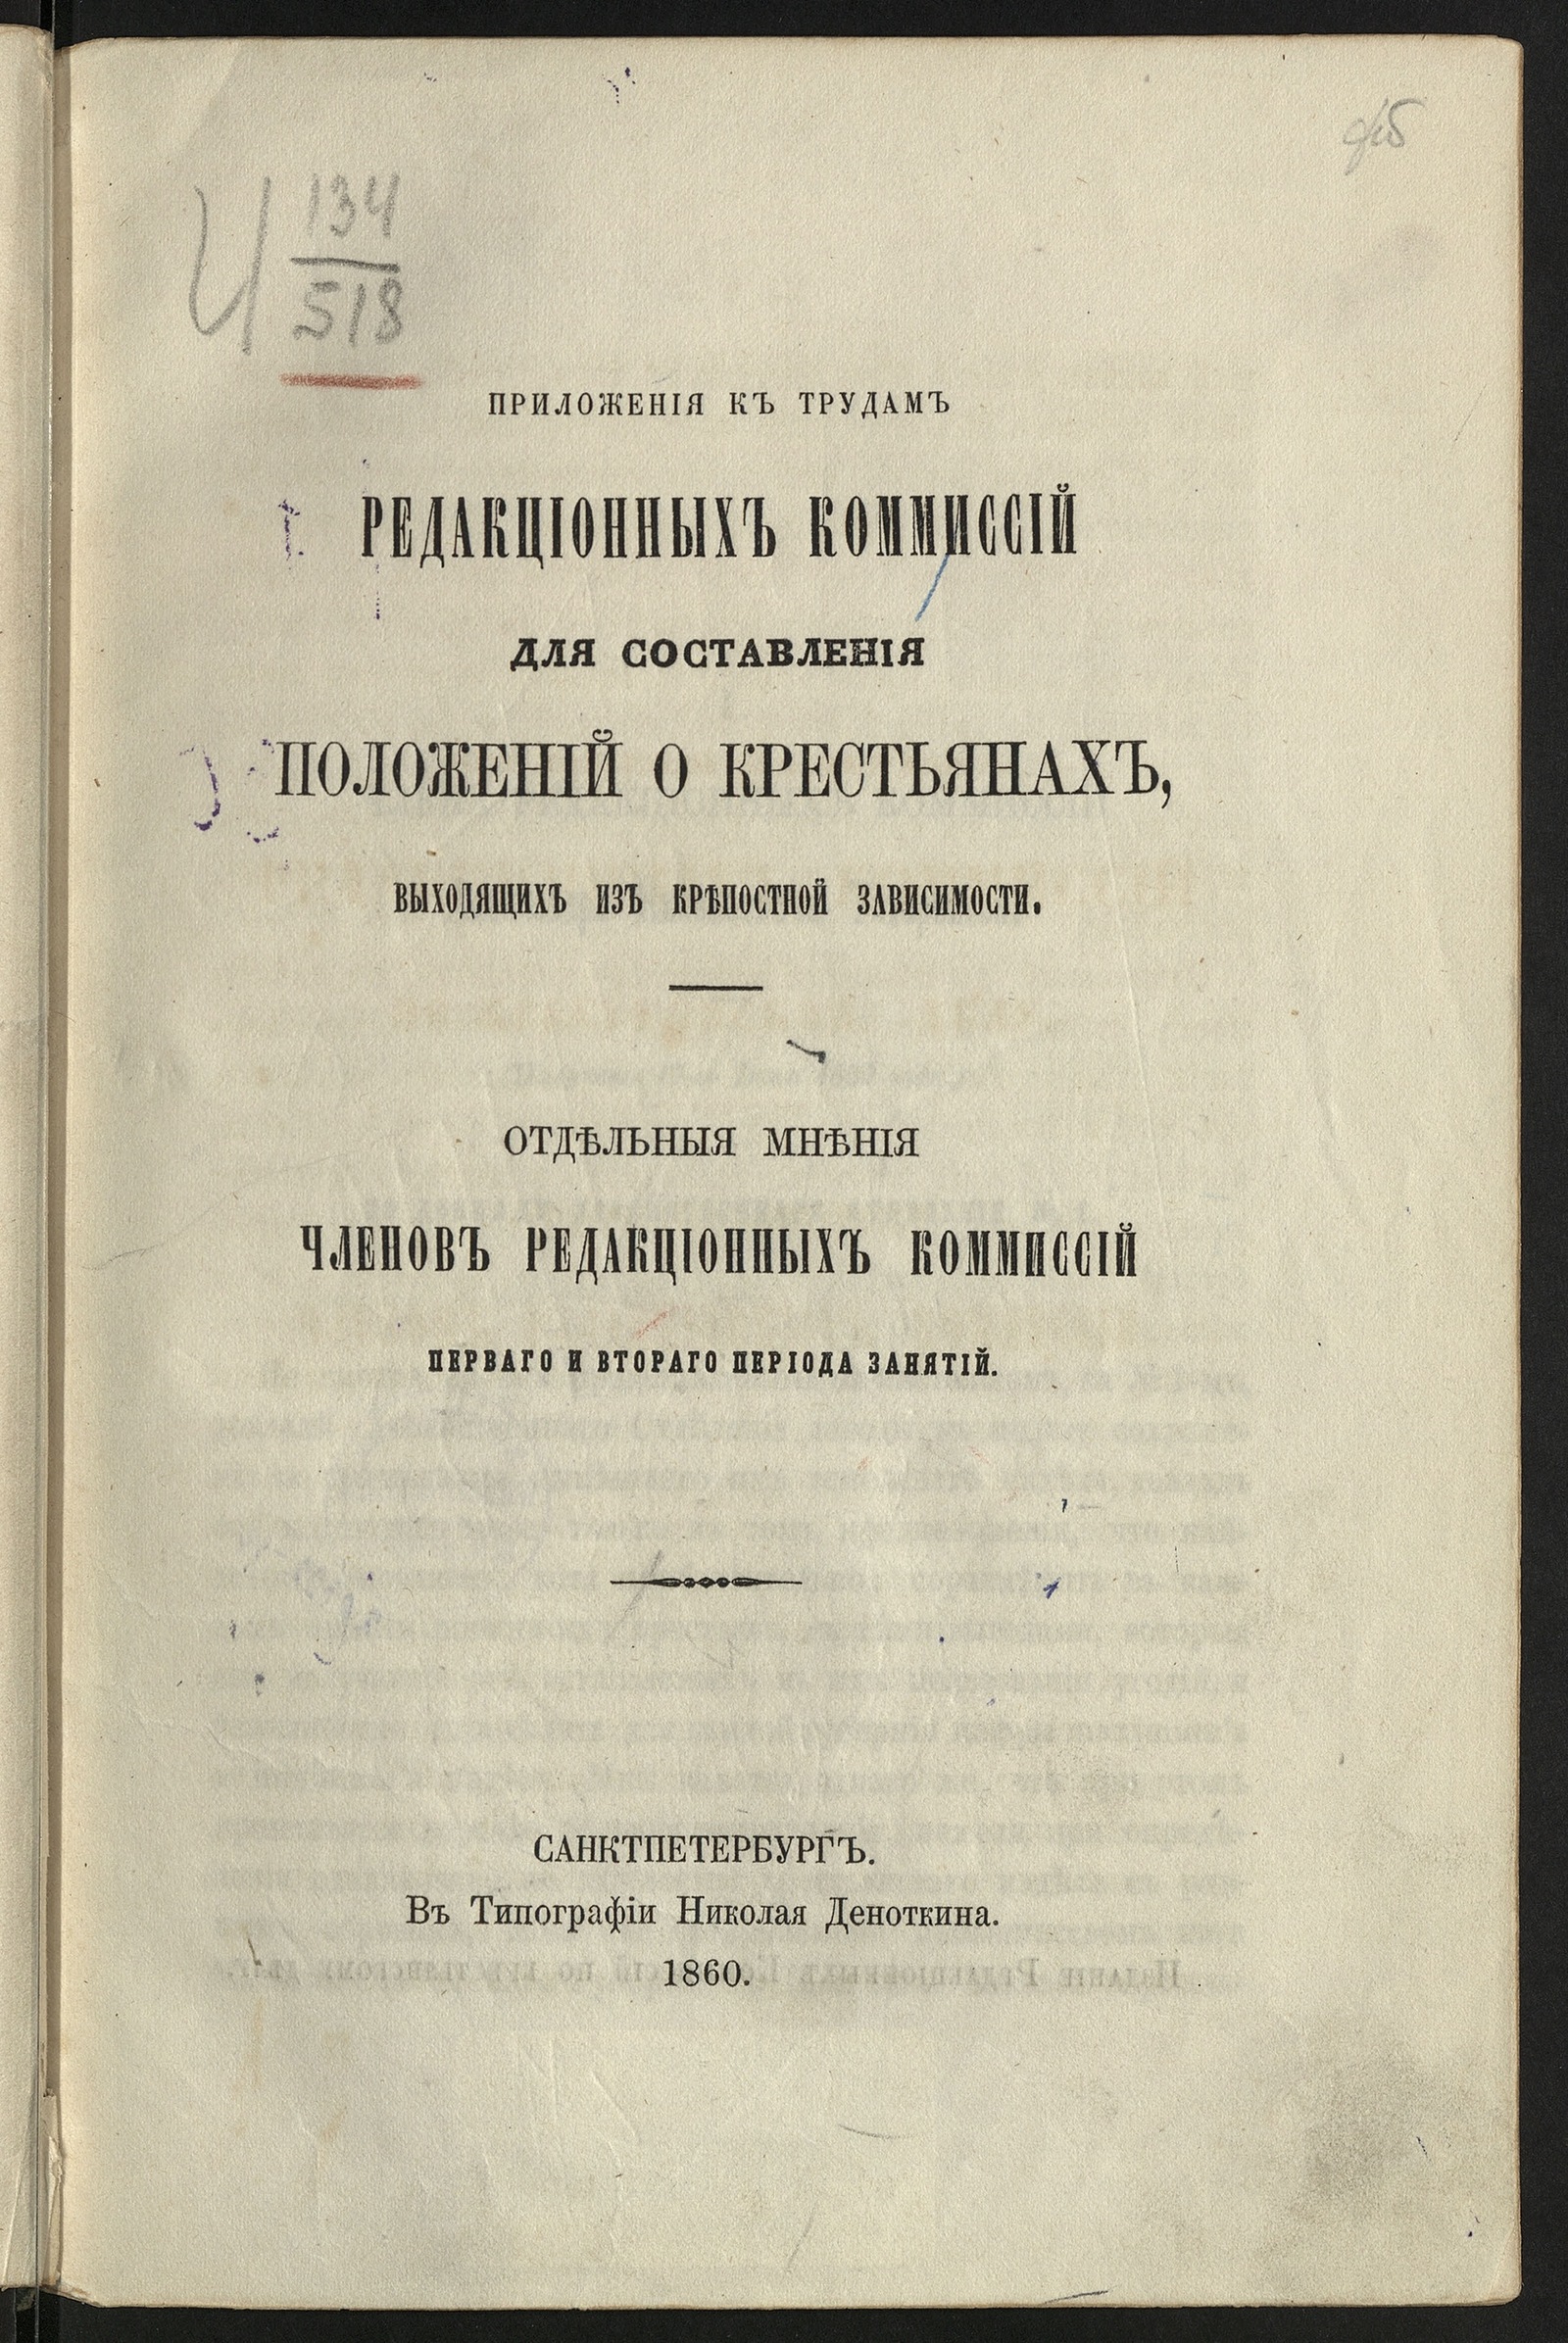 И 134
518
ПРИЛОЖЕНІЯ КЪ ТРУДАМЪ
РЕДАКЦІОННЫХЪ КОММИССІЙ
ДЛЯ СОСТАВЛЕНІЯ
ПОЛОЖЕНІЙ О КРЕСТЬЯНАХЪ,
ВЫХОДЯЩИХЪ ИЗЪ КРѢПОСТНОЙ ЗАВИСИМОСТИ.
ОТДѢЛЬНЫЯ МНѢНІЯ
ЧЛЕНОВЪ РЕДАКЦІОННЫХЪ КОММИССІЙ
ПЕРВАГО И ВТОРАГО ПЕРІОДА ЗАНЯТІЙ.
САНКТПЕТЕРБУРГЪ.
Въ Типографіи Николая Деноткина.
1860.